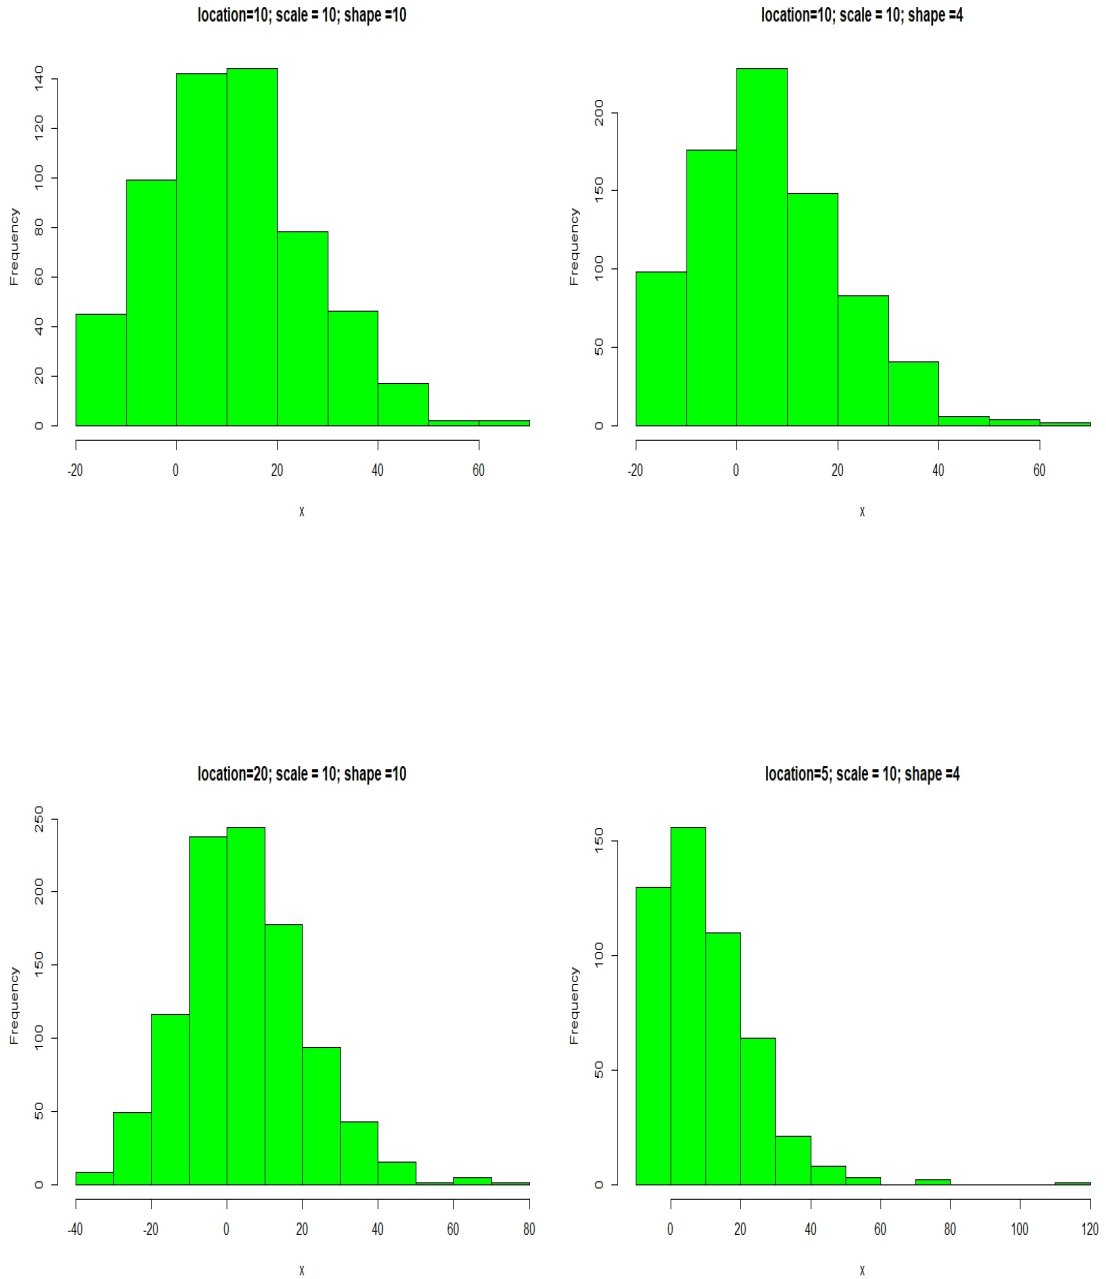 location=10; scale = 10; shape =10
140
120
100
80
60
40
20
0
Frequency
-20 0 20 40 60
x
location=10; scale = 10; shape =4
200
150
100
50
0
Frequency
-20 0 20 40 60
x
location=20; scale = 10; shape =10
250
200
150
100
50
0
Frequency
-40 -20 0 20 40 60 80
x
location=5; scale = 10; shape =4
150
100
50
0
Frequency
0 20 40 60 80 100 120
x